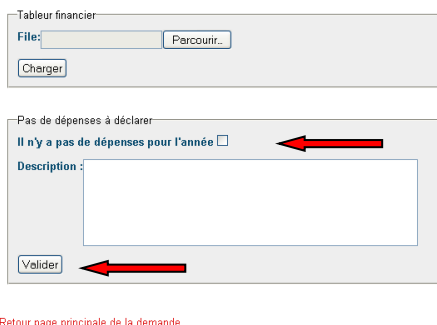 Tableur financier
File: Parcourir..
Charger
Pas de dépenses à déclarer
Il n'y a pas de dépenses pour l'année
Description :
Valider
Retour page principale de la demande